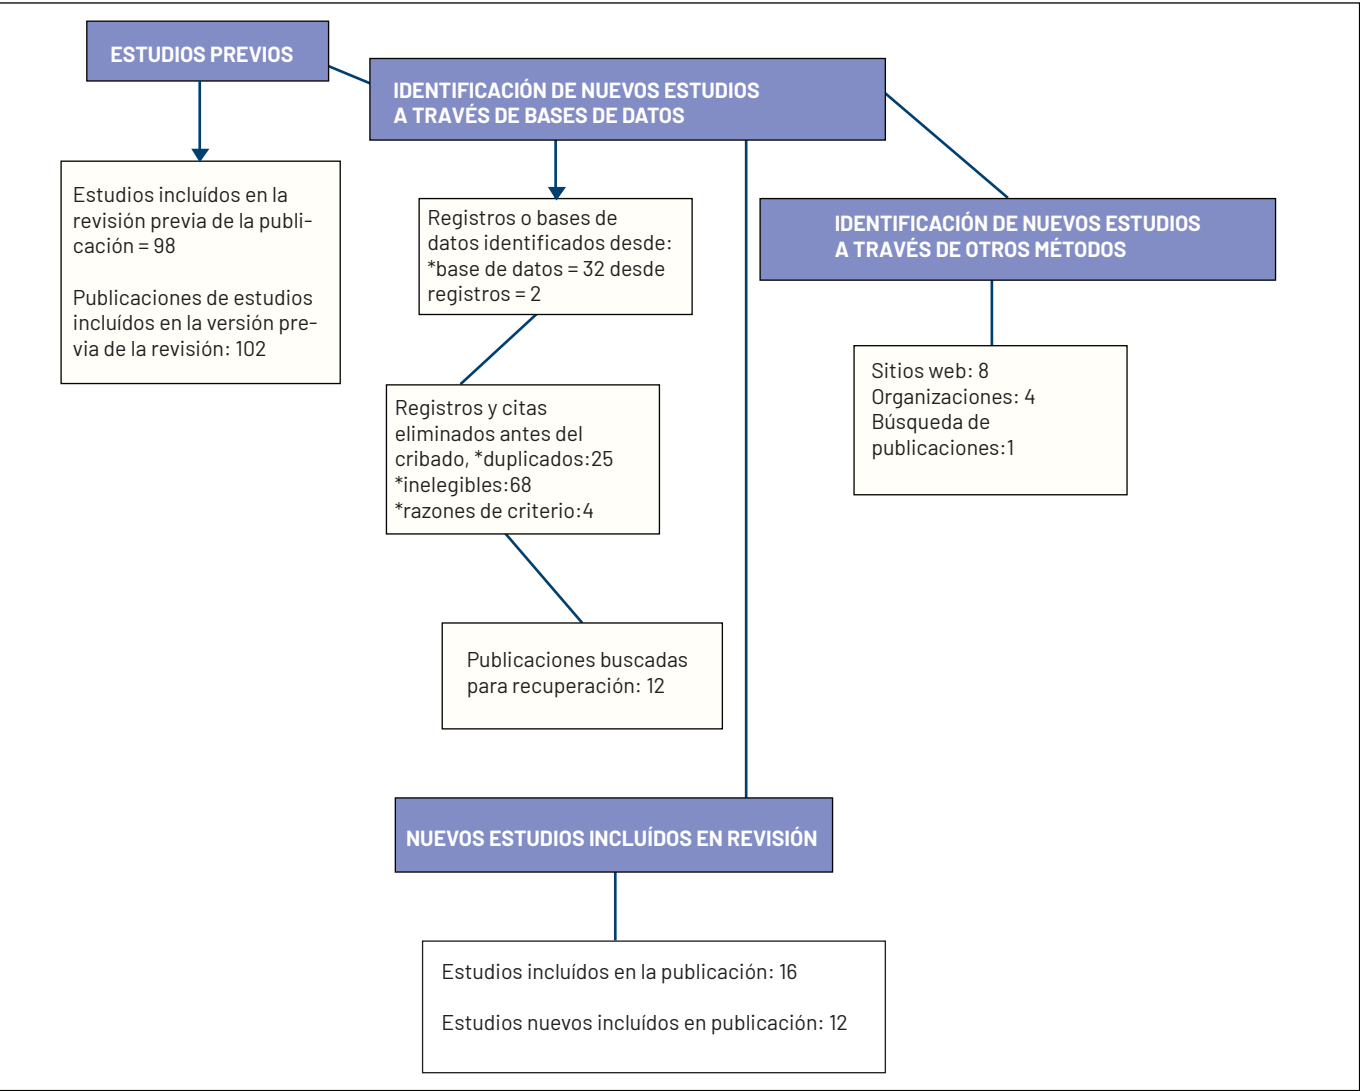 ESTUDIOS PREVIOS
Estudios incluídos en la
revisión previa de la publi-
cación = 98
Publicaciones de estudios
incluídos en la versión pre-
via de la revisión: 102
IDENTIFICACIÓN DE NUEVOS ESTUDIOS
A TRAVÉS DE BASES DE DATOS
Registros o bases de
datos identificados desde:
*base de datos = 32 desde
registros = 2
Registros y citas
eliminados antes del
cribado, *duplicados:25
*inelegibles:68
*razones de criterio:4
Publicaciones buscadas
para recuperación: 12
IDENTIFICACIÓN DE NUEVOS ESTUDIOS
A TRAVÉS DE OTROS MÉTODOS
Sitios web: 8
Organizaciones: 4
Búsqueda de
publicaciones:1
NUEVOS ESTUDIOS INCLUÍDOS EN REVISIÓN
Estudios incluídos en la publicación: 16
Estudios nuevos incluídos en publicación: 12